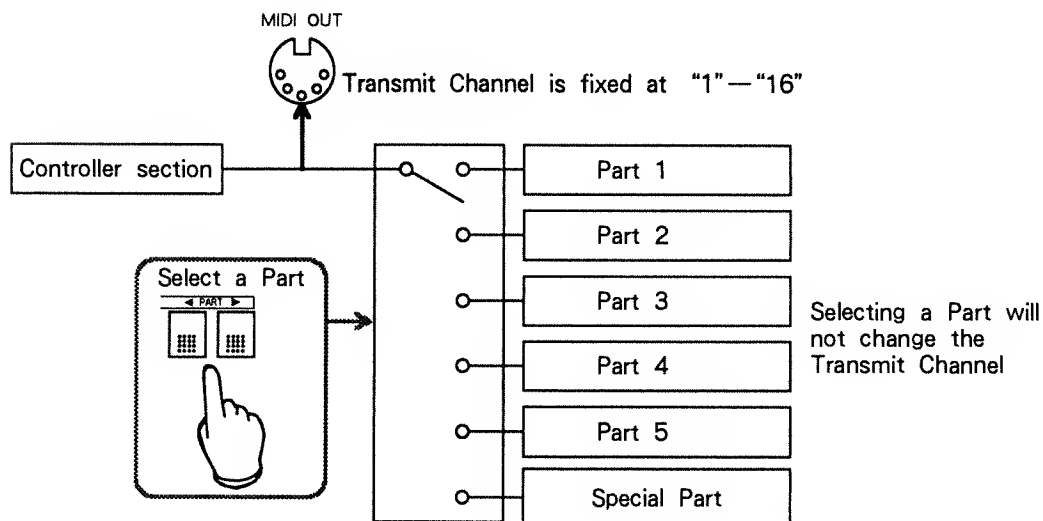 MIDI OUT
Transmit Channel is fixed at “1”—“16”
Controller section
Part 1
Part 2
Select a Part
◀ PART ▶
Part 3
Selecting a Part will
not change the
Transmit Channel
Part 4
Part 5
Special Part